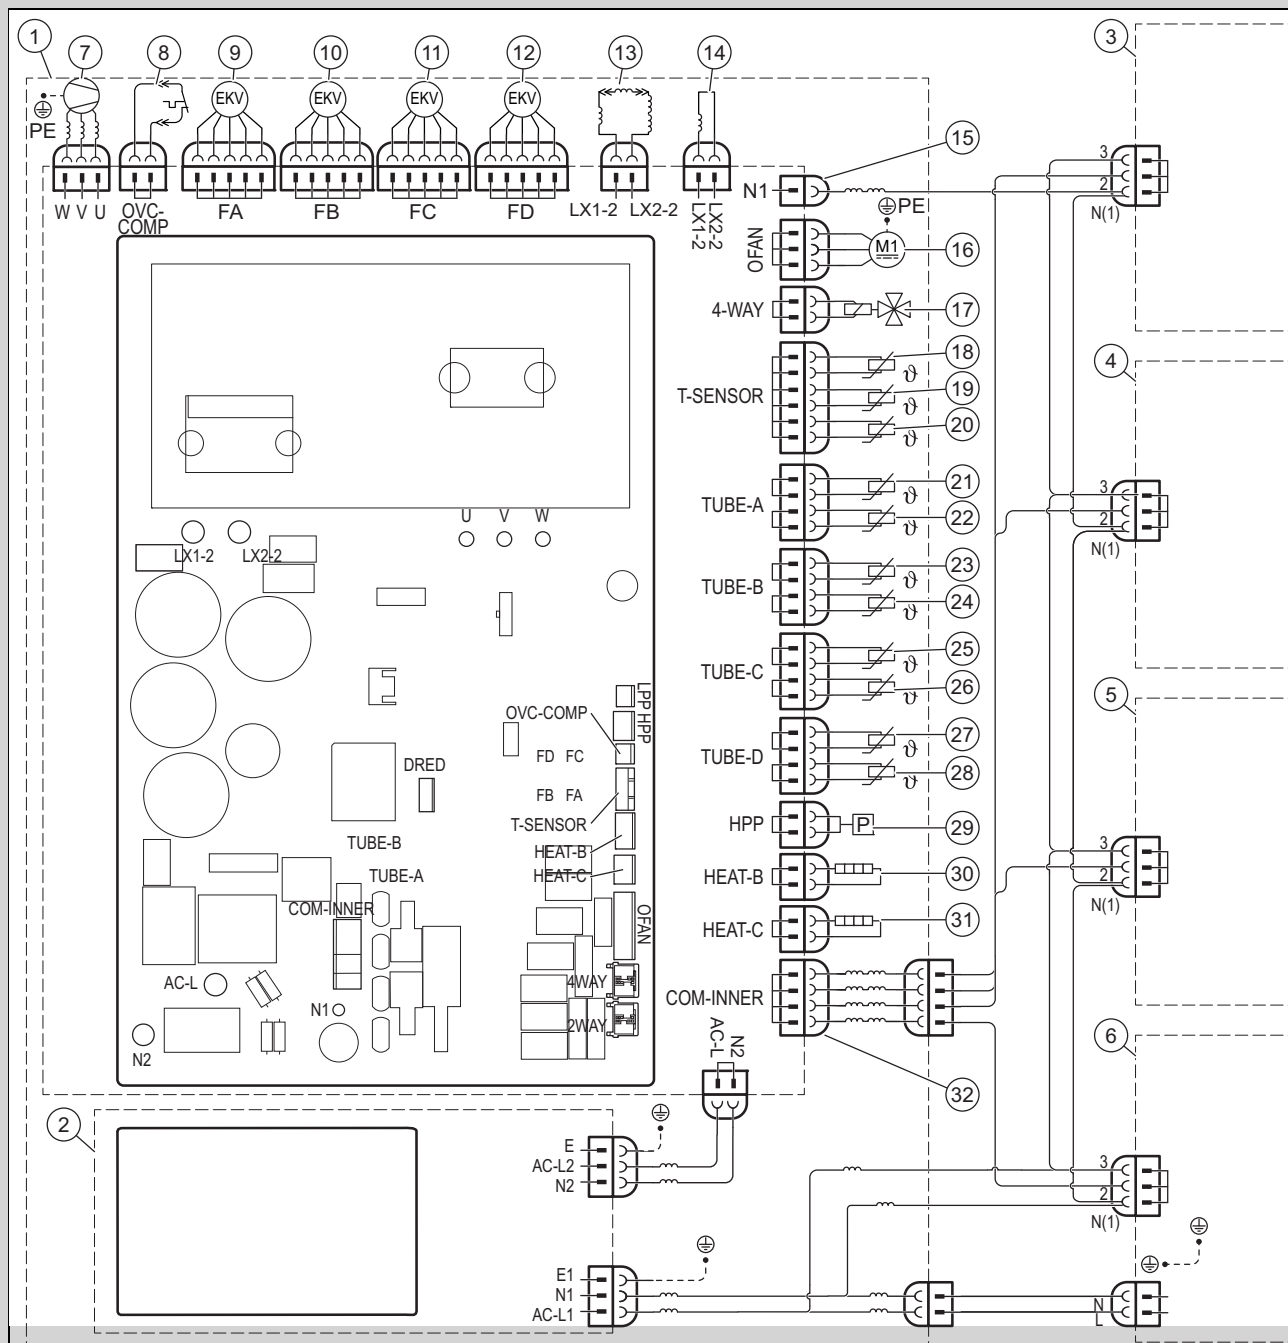 1
7
8
9
10
11
12
13
14
3
EKV
EKV
EKV
EKV
PE
15
W V U
OVC-
COMP
FA
FB
FC
FD
LX1-2
LX2-2
LX1-2
LX2-2
N1
PE
3
2
N(1)
OFAN
M1
16
4-WAY
17
4
T-SENSOR
18
ϑ
19
ϑ
20
ϑ
TUBE-A
21
ϑ
22
ϑ
3
2
N(1)
U
V
W
LX1-2
LX2-2
TUBE-B
23
ϑ
24
ϑ
TUBE-C
25
ϑ
26
ϑ
5
LPP
HPP
OVC-COMP
FD FC
DRED
FB FA
T-SENSOR
TUBE-D
27
ϑ
28
ϑ
HPP
P
29
TUBE-B
HEAT-B
TUBE-A
HEAT-C
HEAT-B
30
3
2
N(1)
COM-INNER
OFAN
HEAT-C
31
AC-L
4WAY
COM-INNER
N1
2WAY
N2
AC-L
N2
6
32
2
E
AC-L2
N2
3
2
N(1)
E1
N1
AC-L1
N
L